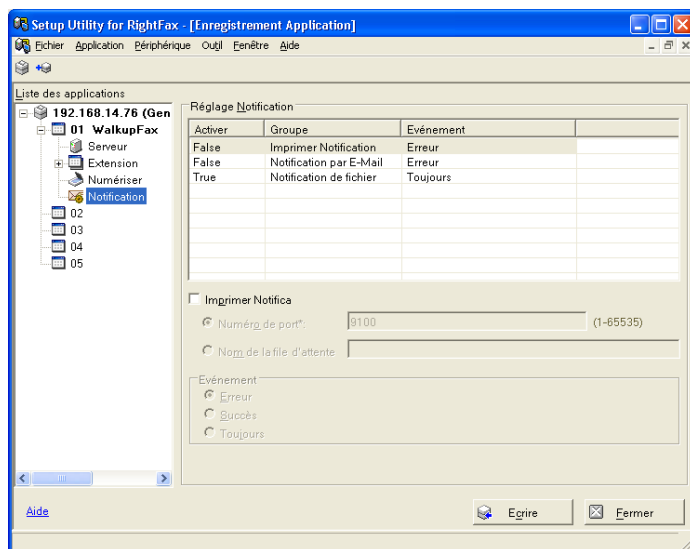 Setup Utility for RightFax - [Enregistrement Application]
Fichier Application Périphérique Outil Fenêtre Aide
Liste des applications
192.168.14.76 (Gen
01 WalkupFax
Serveur
Extension
Numériser
Notification
02
03
04
05
Réglage Notification
Activer Groupe Evénement
False Imprimer Notification Erreur
False Notification par E-Mail Erreur
True Notification de fichier Toujours
Imprimer Notifica
Numéro de port*: 9100 (1-65535)
Nom de la file d'attente
Evénement
Erreur
Succès
Toujours
Aide
Ecrire Fermer